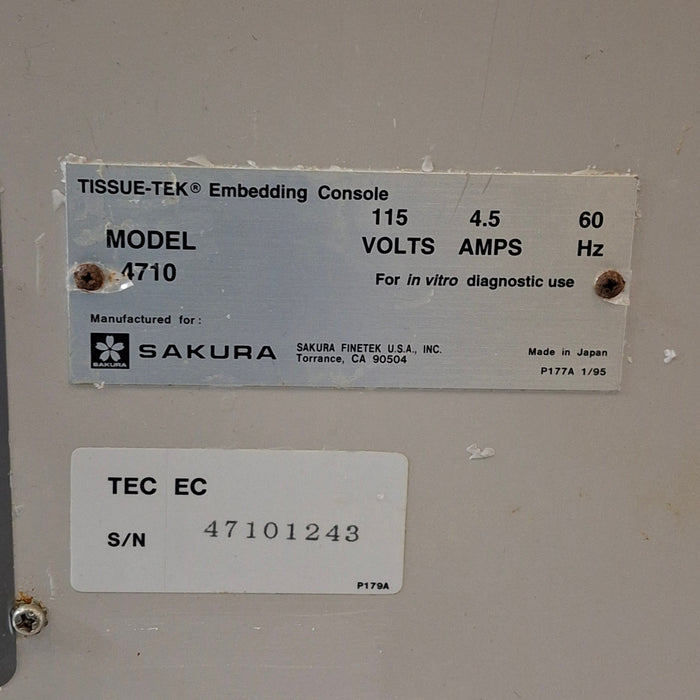 TISSUE-TEK® Embedding Console
115 4.5 60
MODEL VOLTS AMPS Hz
4710 For in vitro diagnostic use
Manufactured for:
SAKURA
SAKURA
SAKURA FINETEK U.S.A., INC.
Torrance, CA 90504
Made in Japan
P177A 1/95
TEC EC
S/N 47101243
P179A